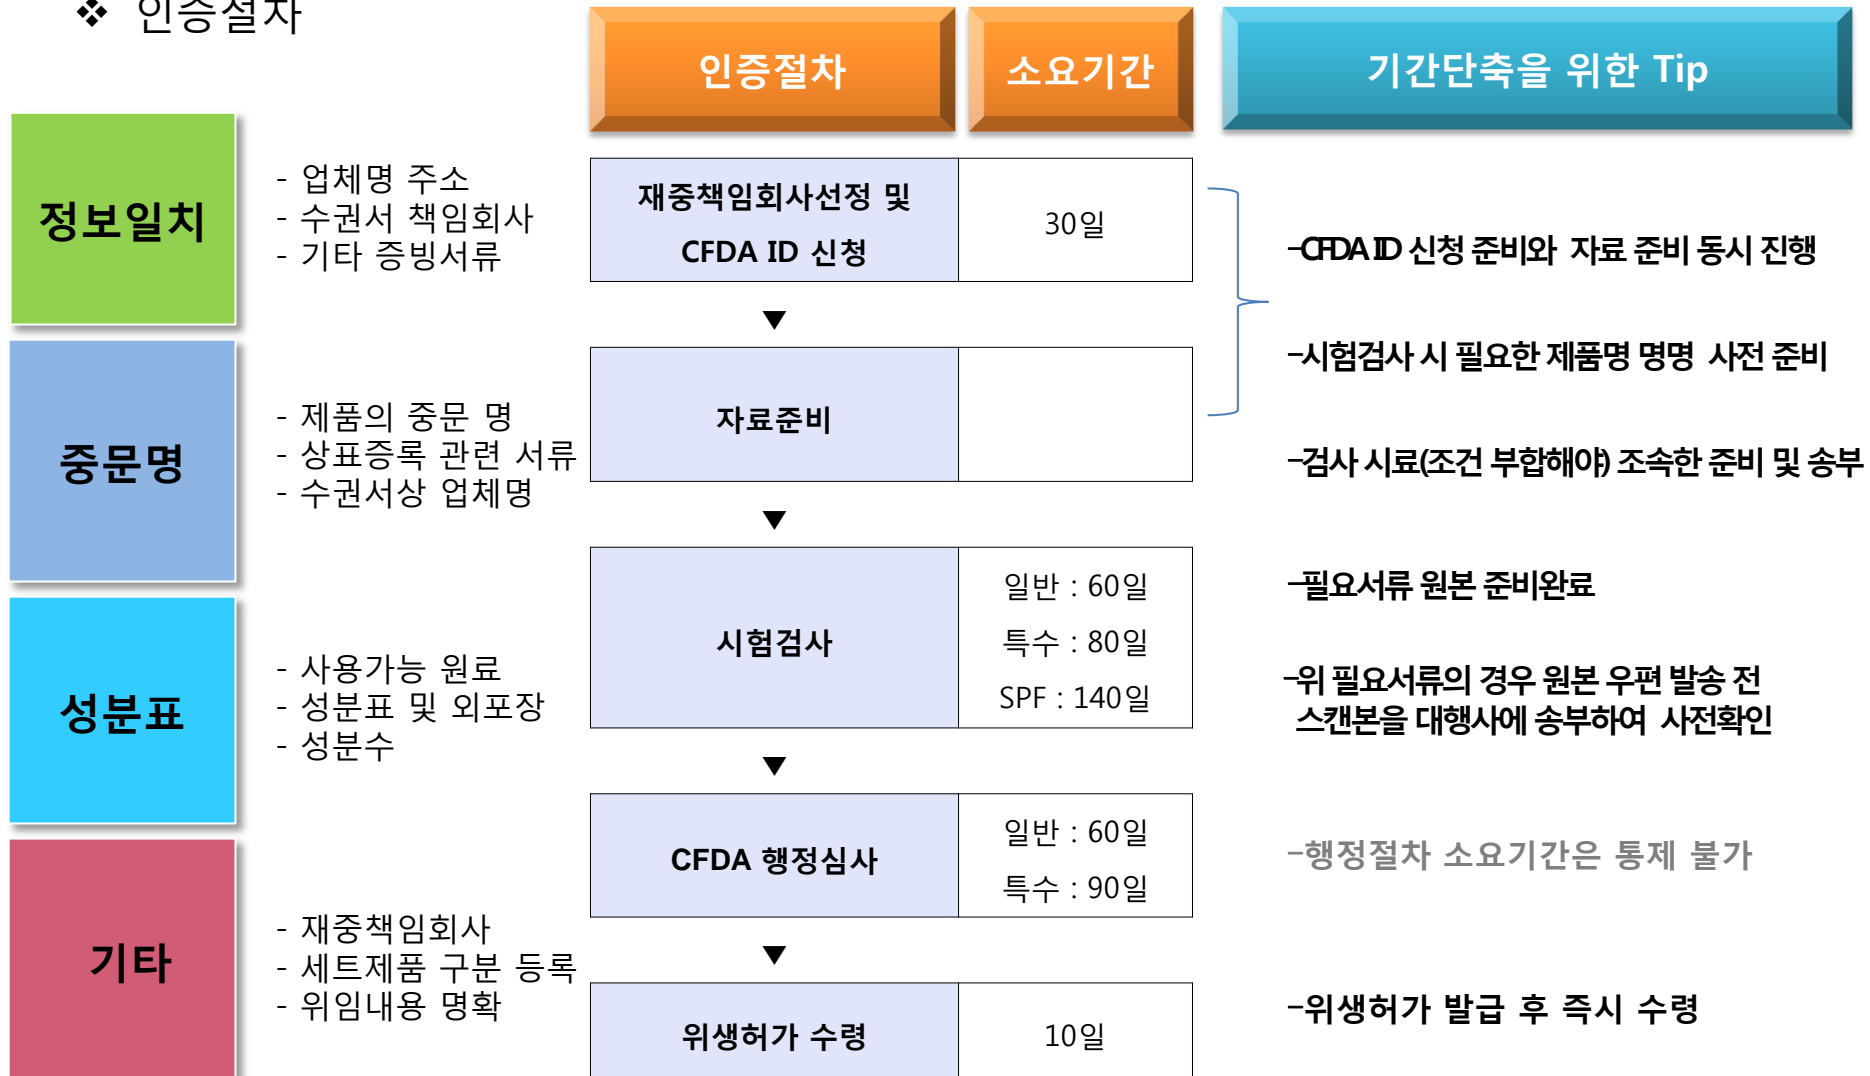 ❖ 인증절차
인증절차
소요기간
기간단축을 위한 Tip
정보일치
- 업체명 주소
- 수권서 책임회사
- 기타 증빙서류
중문명
- 제품의 중문 명
- 상표증록 관련 서류
- 수권서상 업체명
성분표
- 사용가능 원료
- 성분표 및 외포장
- 성분수
기타
- 재중책임회사
- 세트제품 구분 등록
- 위임내용 명확
재중책임회사선정 및
CFDA ID 신청
30일
▼
자료준비
▼
시험검사
일반 : 60일
특수 : 80일
SPF : 140일
▼
CFDA 행정심사
일반 : 60일
특수 : 90일
▼
위생허가 수령
10일
-CFDA ID 신청 준비와 자료 준비 동시 진행
-시험검사 시 필요한 제품명 명명 사전 준비
-검사 시료(조건 부합해야) 조속한 준비 및 송부
-필요서류 원본 준비완료
-위 필요서류의 경우 원본 우편 발송 전
스캔본을 대행사에 송부하여 사전확인
-행정절차 소요기간은 통제 불가
-위생허가 발급 후 즉시 수령